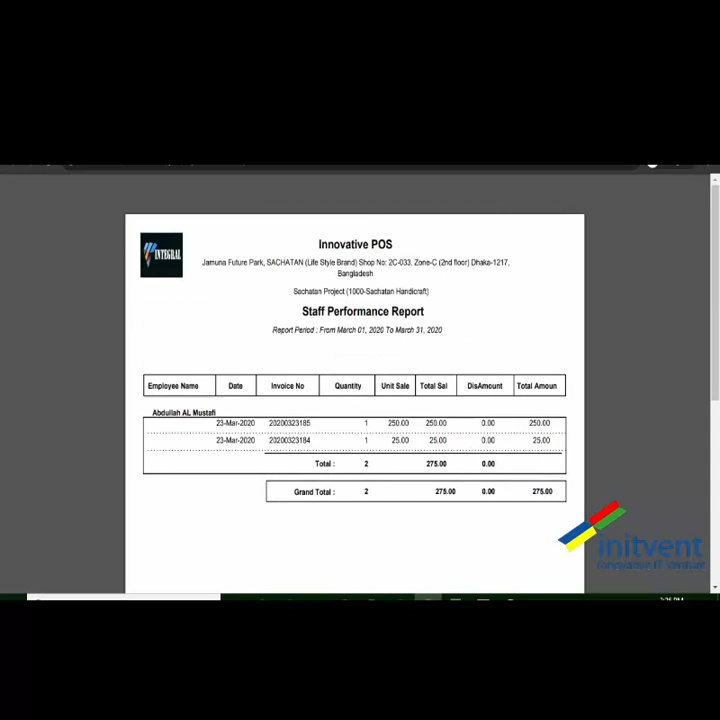 INTEGRAL
Innovative POS
Jamuna Future Park, SACHATAN (Life Style Brand) Shop No: 2C-033, Zone-C (2nd floor) Dhaka-1217,
Bangladesh
Sachatan Project (1000-Sachatan Handicraft)
Staff Performance Report
Report Period : From March 01, 2020 To March 31, 2020
Employee Name Date Invoice No Quantity Unit Sale Total Sal DisAmount Total Amoun
Abdullah AL Mustafi
23-Mar-2020 20200323185 1 250.00 250.00 0.00 250.00
23-Mar-2020 20200323184 1 25.00 25.00 0.00 25.00
Total : 2 275.00 0.00
Grand Total : 2 275.00 0.00 275.00
initvent
Innovative IT Venture